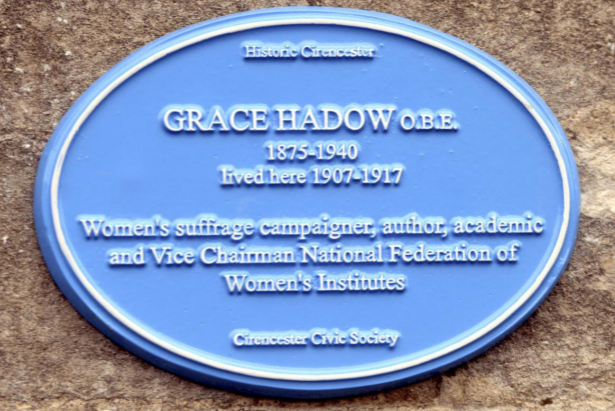 Historic Cirencester
GRACE HADOW O.B.E.
1875-1940
lived here 1907-1917
Women's suffrage campaigner, author, academic
and Vice Chairman National Federation of
Women's Institutes
Cirencester Civic Society